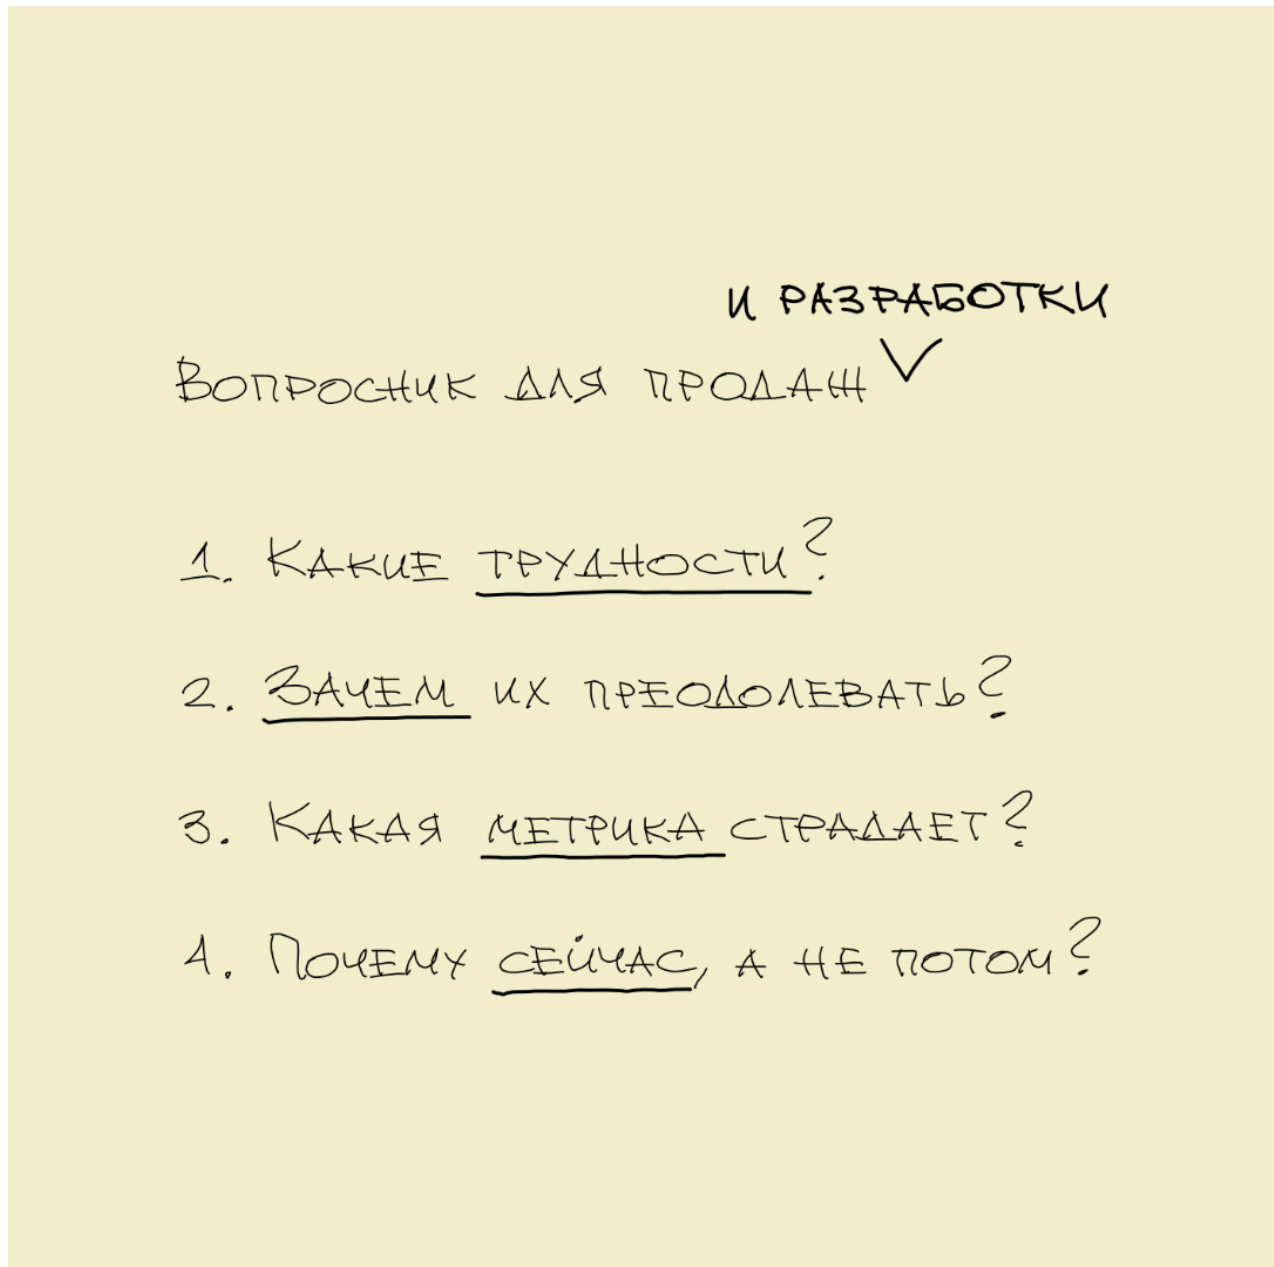 и РАЗРАБОТКИ
Вопросник для продаж
1. Какие трудности?
2. Зачем их преодолевать?
3. Какая метрика страдает?
4. Почему сейчас, а не потом?